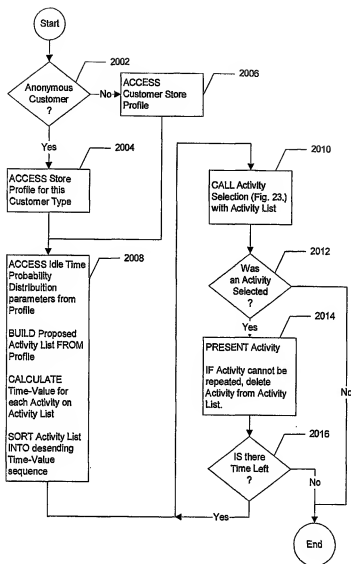 Start
2002
Anonymous
Customer
?
No
2006
ACCESS
Customer Store
Profile
Yes
2004
ACCESS Store
Profile for this
Customer Type
2008
ACCESS Idle Time
Probability
Distribuition
parameters from
Profile
BUILD Proposed
Activity List FROM
Profile
CALCULATE
Time-Value for
each Activity on
Activity List
SORT Activity List
INTO desending
Time-Value
sequence
2010
CALL Activity
Selection (Fig. 23.)
with Activity List
2012
Was
an Activity
Selected
?
Yes
No
2014
PRESENT Activity
IF Activity cannot be
repeated, delete
Activity from Activity
List.
2016
IS there
Time Left
?
No
Yes
End